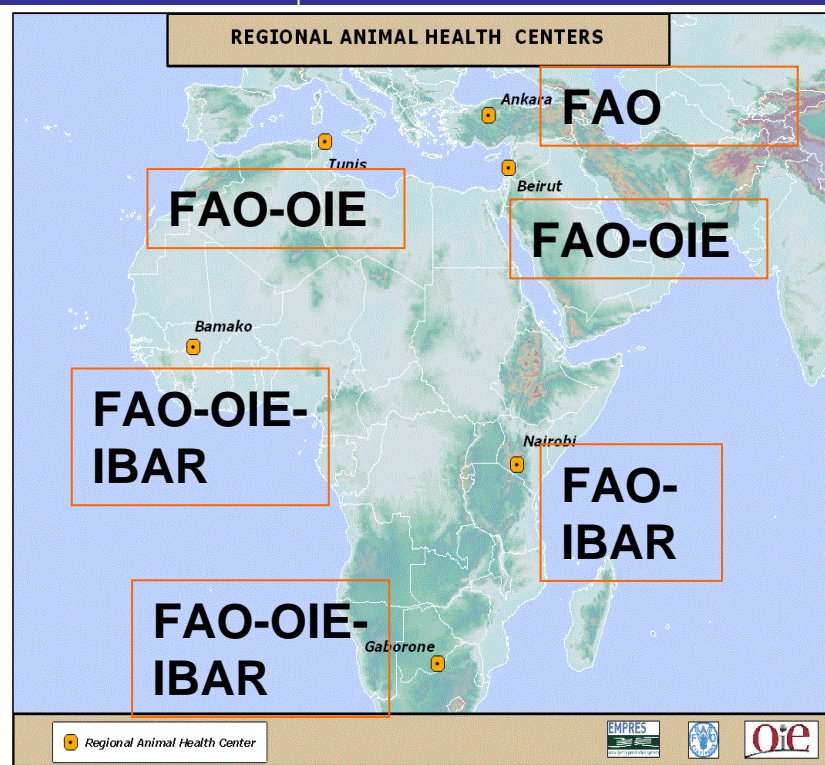 REGIONAL ANIMAL HEALTH CENTERS
Ankara
FAO
Tunis
FAO-OIE
Beirut
FAO-OIE
Bamako
FAO-OIE-
IBAR
Nairobi
FAO-
IBAR
FAO-OIE-
IBAR
Gaborone
Regional Animal Health Center
EMPRES
Oie